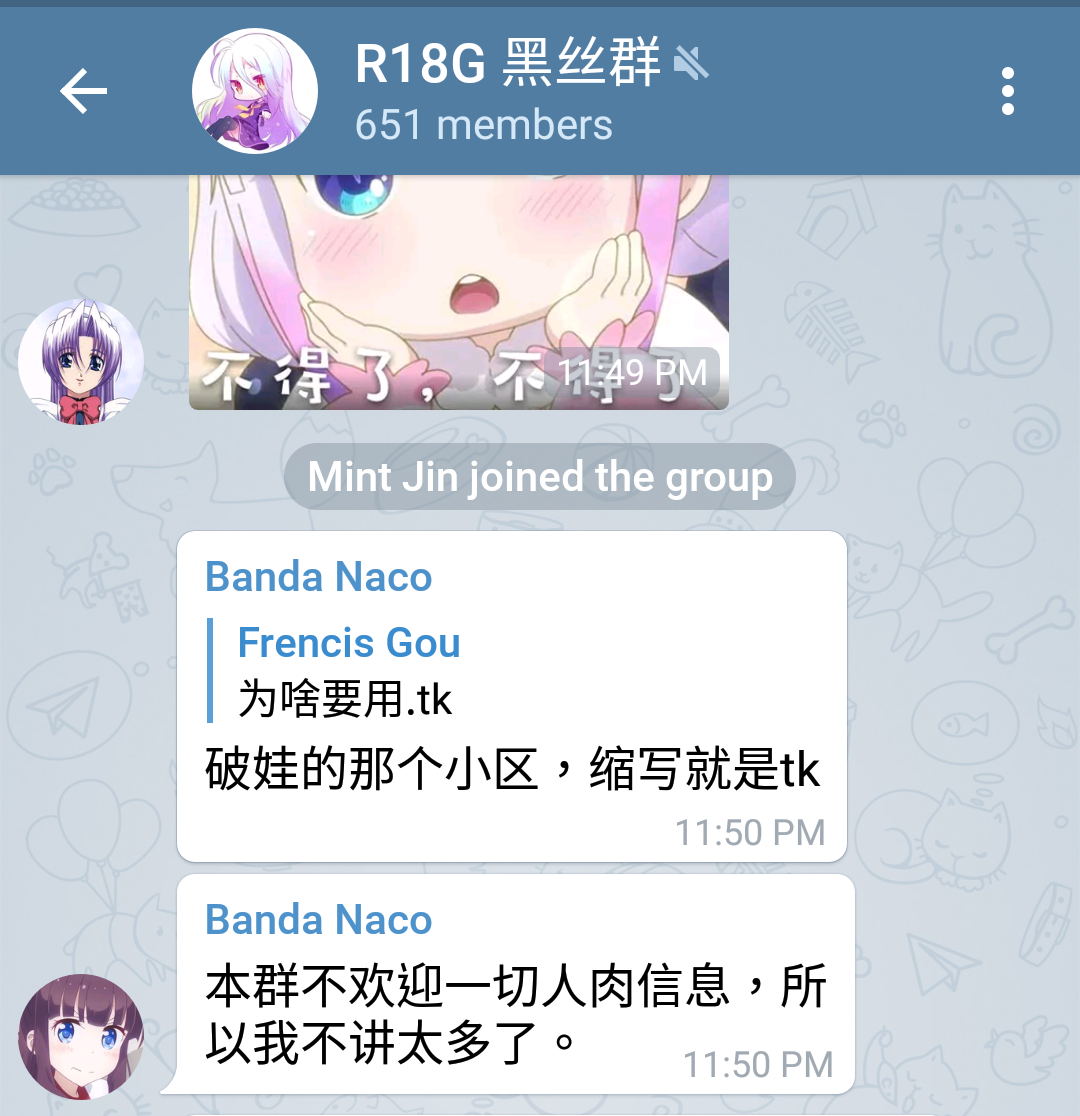 R18G 黑丝群
651 members
不得了，不得了
11:49 PM
Mint Jin joined the group
Banda Naco
Frencis Gou
为啥要用.tk
破娃的那个小区，缩写就是tk
11:50 PM
Banda Naco
本群不欢迎一切人肉信息，所
以我不讲太多了。
11:50 PM